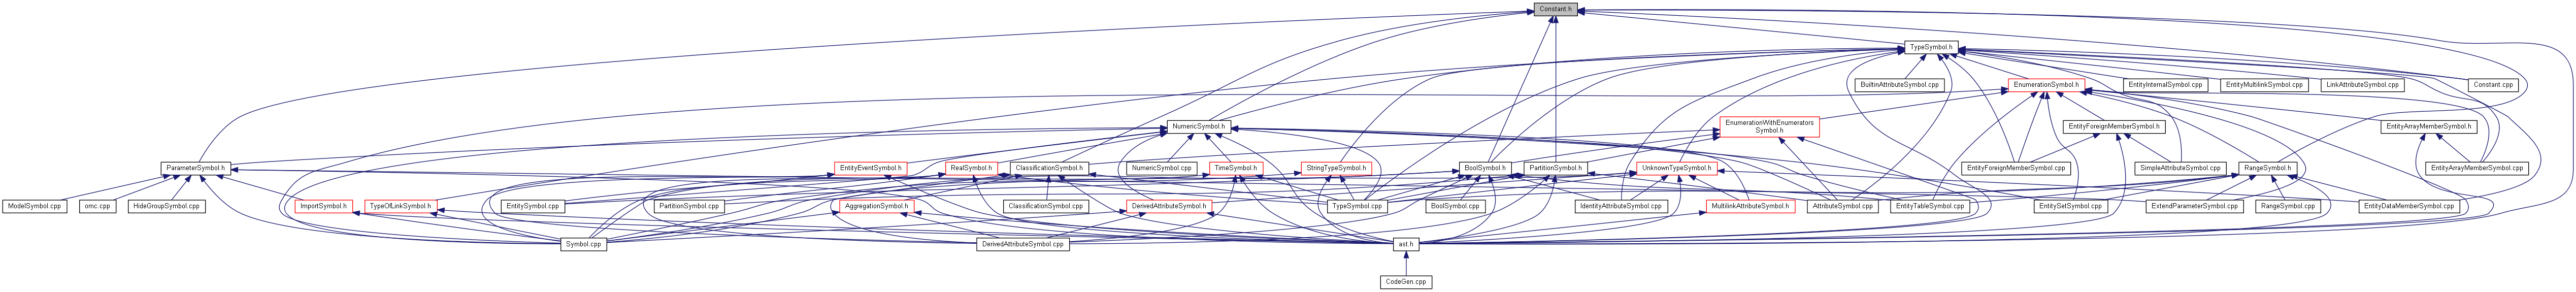 Constant.h
TypeSymbol.h
BuiltinAttributeSymbol.cpp
EnumerationSymbol.h
EntityInternalSymbol.cpp
EntityMultilinkSymbol.cpp
LinkAttributeSymbol.cpp
Constant.cpp
NumericSymbol.h
EnumerationWithEnumerators
Symbol.h
EntityForeignMemberSymbol.h
EntityArrayMemberSymbol.h
ParameterSymbol.h
EntityEventSymbol.h
RealSymbol.h
ClassificationSymbol.h
NumericSymbol.cpp
TimeSymbol.h
StringTypeSymbol.h
BoolSymbol.h
PartitionSymbol.h
UnknownTypeSymbol.h
EntityForeignMemberSymbol.cpp
SimpleAttributeSymbol.cpp
RangeSymbol.h
EntityArrayMemberSymbol.cpp
ModelSymbol.cpp
omc.cpp
HideGroupSymbol.cpp
ImportSymbol.h
TypeOfLinkSymbol.h
EntitySymbol.cpp
PartitionSymbol.cpp
AggregationSymbol.h
ClassificationSymbol.cpp
DerivedAttributeSymbol.h
TypeSymbol.cpp
BoolSymbol.cpp
IdentityAttributeSymbol.cpp
MultilinkAttributeSymbol.h
AttributeSymbol.cpp
EntityTableSymbol.cpp
EntitySetSymbol.cpp
ExtendParameterSymbol.cpp
RangeSymbol.cpp
EntityDataMemberSymbol.cpp
Symbol.cpp
DerivedAttributeSymbol.cpp
ast.h
CodeGen.cpp